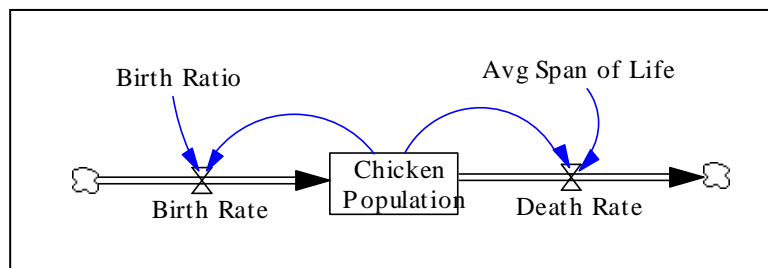 Avg Span of Life
Birth Ratio
Chicken
Population
Birth Rate
Death Rate